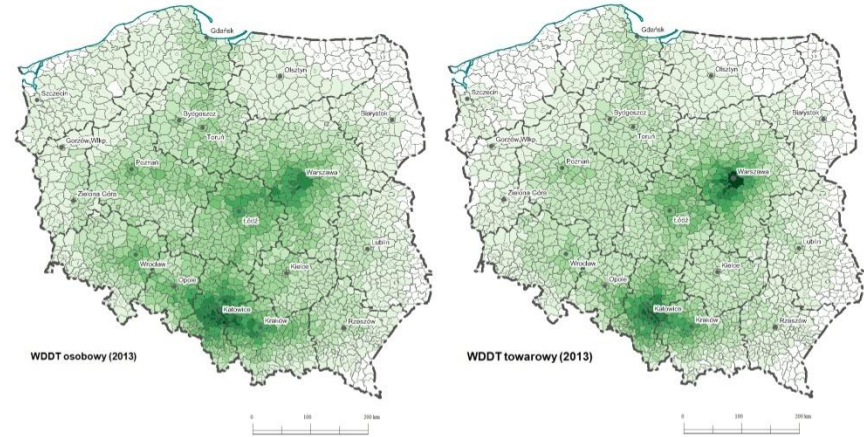 Gdańsk
Olsztyn
Szczecin
Bydgoszcz
Białystok
Toruń
Gorzów Wlkp.
Poznań
Warszawa
Zielona Góra
Łódź
Lublin
Wrocław
Opole
Kielce
Katowice
Kraków
Rzeszów
WDDT osobowy (2013)
0 100 200 km
Gdańsk
Olsztyn
Szczecin
Bydgoszcz
Białystok
Toruń
Gorzów Wlkp.
Poznań
Warszawa
Zielona Góra
Łódź
Lublin
Wrocław
Opole
Kielce
Katowice
Kraków
Rzeszów
WDDT towarowy (2013)
0 100 200 km